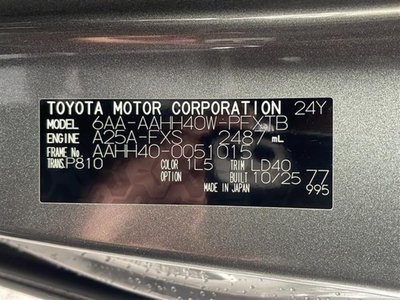 TOYOTA MOTOR CORPORATION 24Y
MODEL 6AA-AAHH40W-PFXTB
ENGINE A25A-FXS 2487 mL
FRAME No. AAHH40-0051015
TRANS. P810 COLOR 1L5 TRIM LD40
OPTION BUILT 10/25 77
MADE IN JAPAN 995